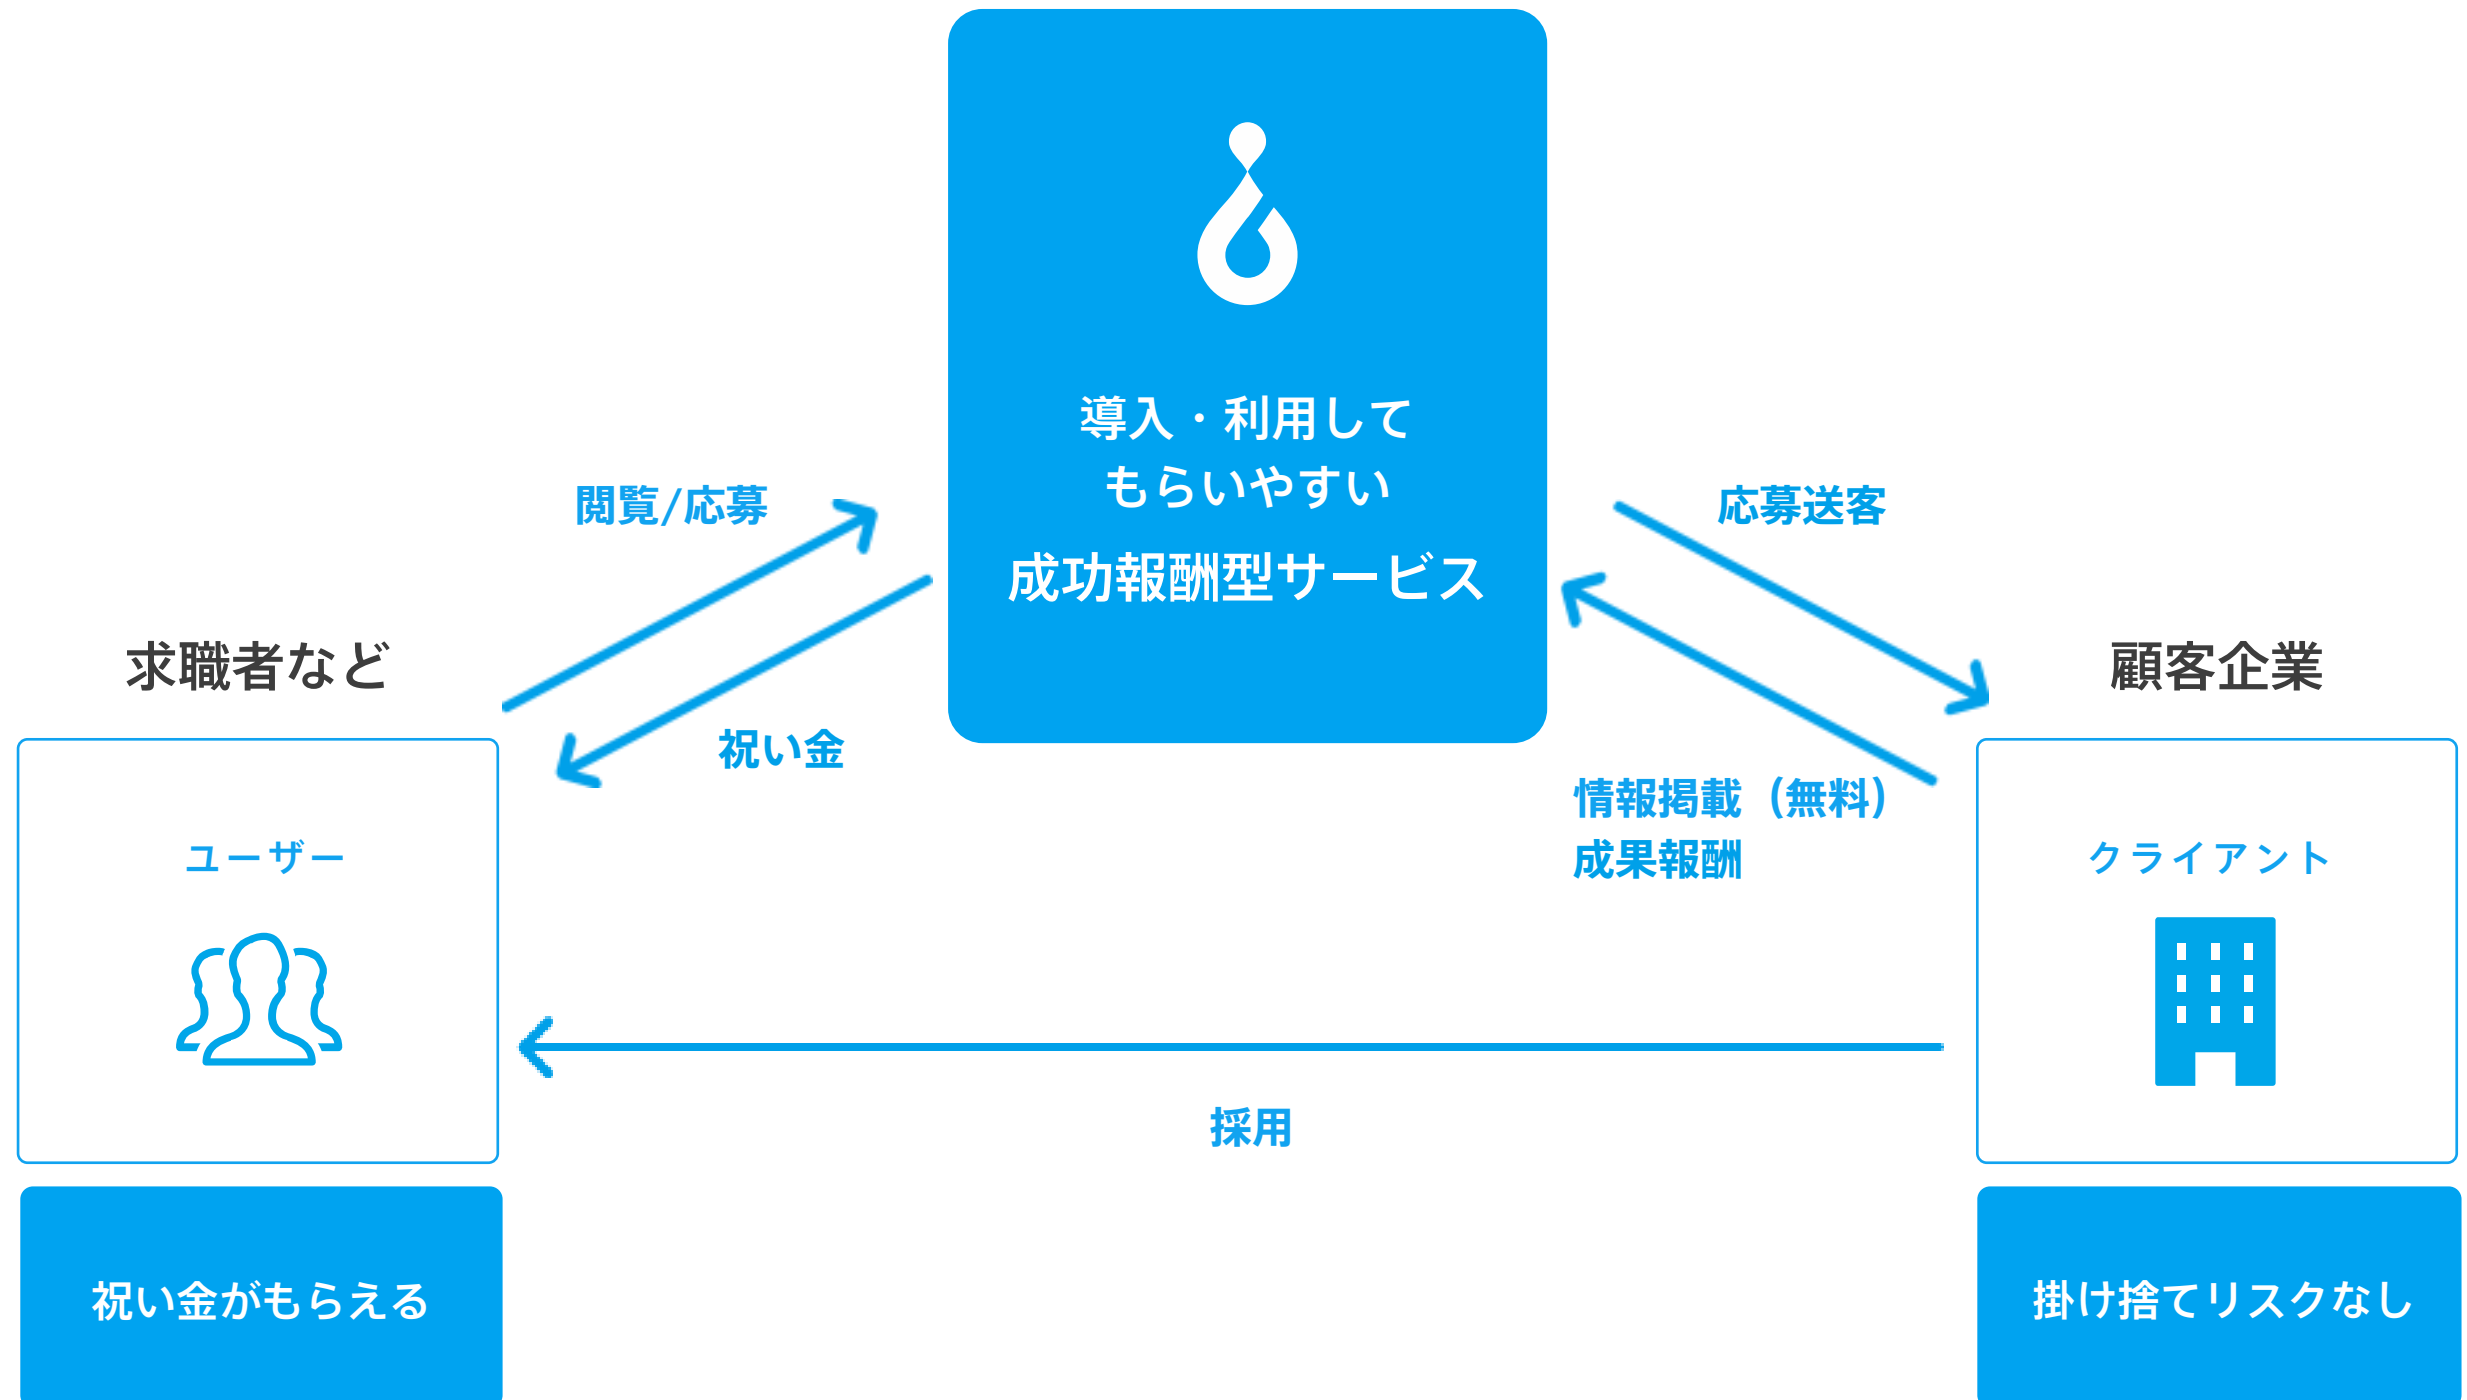 導入・利用して
もらいやすい
成功報酬型サービス
閲覧/応募
応募送客
求職者など
顧客企業
祝い金
情報掲載（無料）
成果報酬
ユーザー
クライアント
採用
祝い金がもらえる
掛け捨てリスクなし